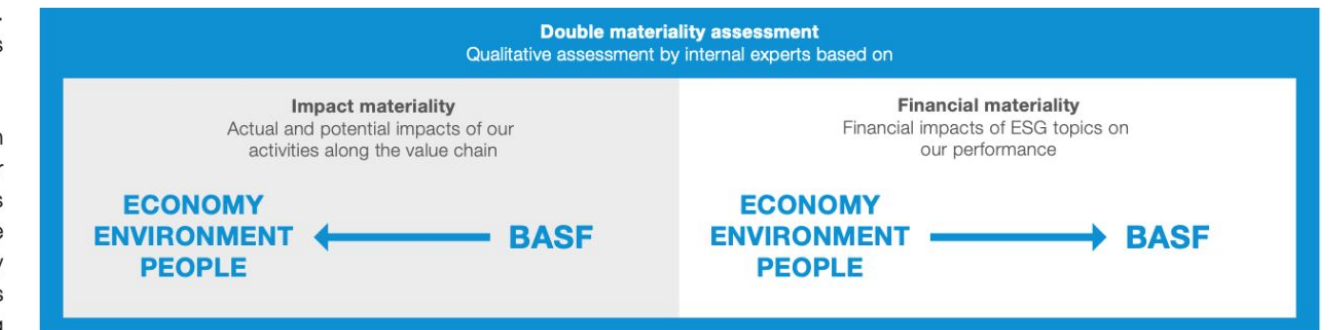 Double materiality assessment
Qualitative assessment by internal experts based on
Impact materiality
Actual and potential impacts of our
activities along the value chain
ECONOMY
ENVIRONMENT
PEOPLE
BASF
Financial materiality
Financial impacts of ESG topics on
our performance
ECONOMY
ENVIRONMENT
PEOPLE
BASF